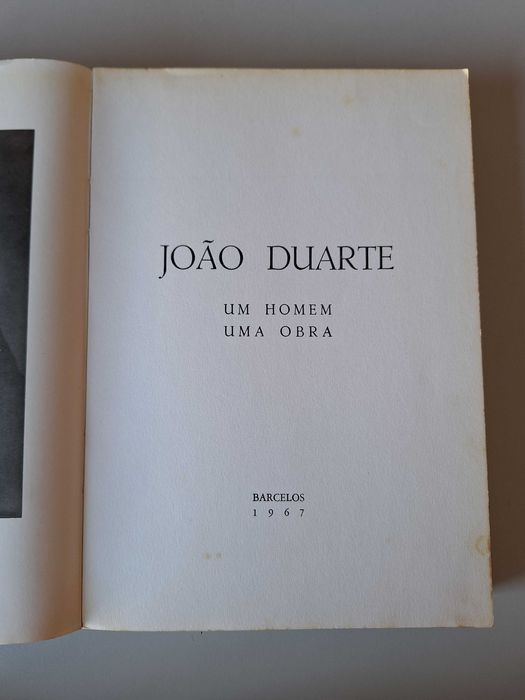 JOÃO DUARTE
UM HOMEM
UMA OBRA
BARCELOS
1967